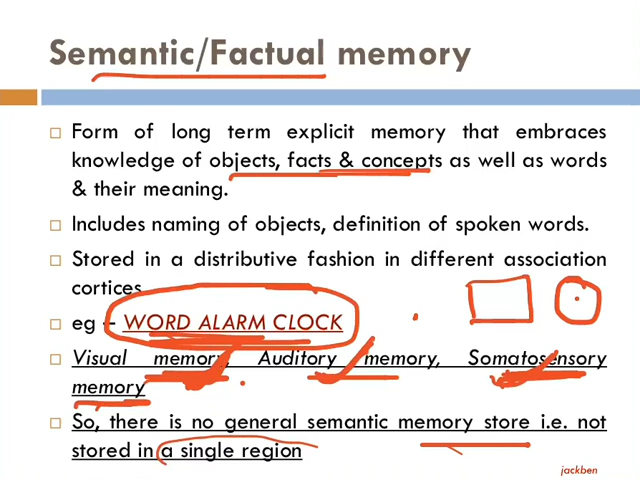 Semantic/Factual memory
Form of long term explicit memory that embraces
knowledge of objects, facts & concepts as well as words
& their meaning.
Includes naming of objects, definition of spoken words.
Stored in a distributive fashion in different association
cortices
eg – WORD ALARM CLOCK
Visual memory, Auditory memory, Somatosensory
memory
So, there is no general semantic memory store i.e. not
stored in a single region
jackben